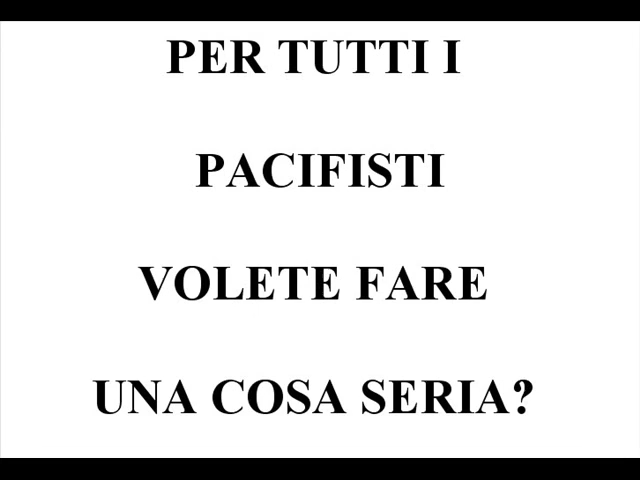 PER TUTTI I
PACIFISTI
VOLETE FARE
UNA COSA SERIA?